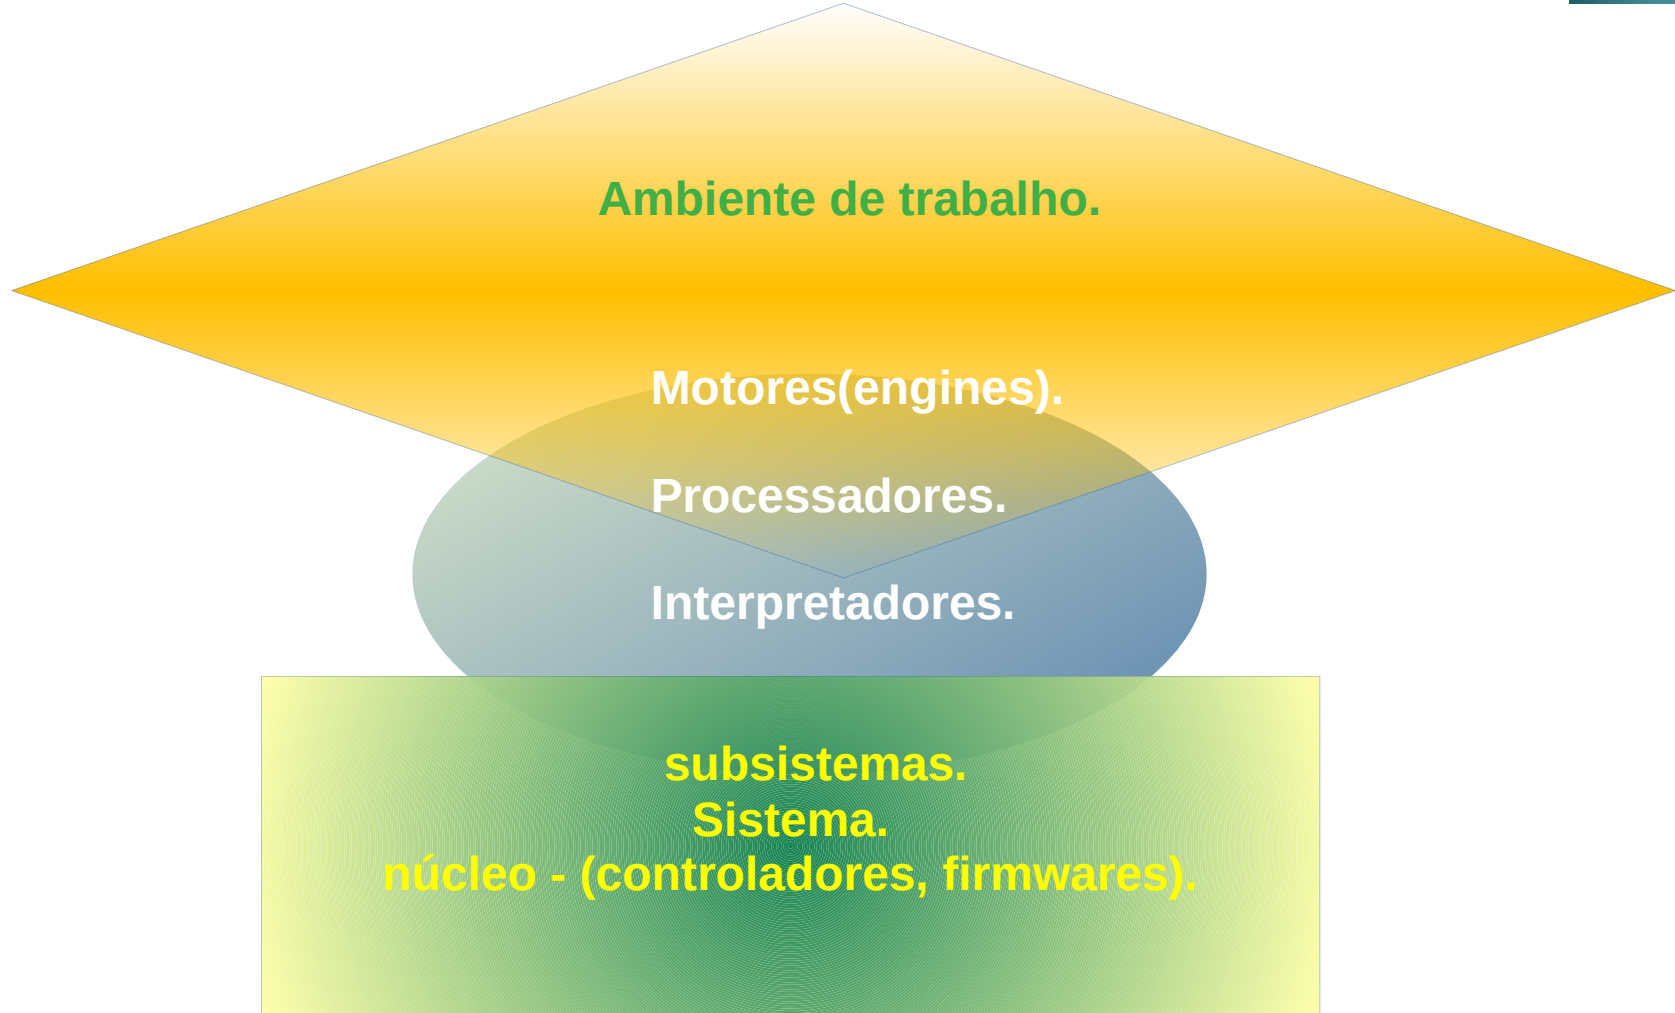 Ambiente de trabalho.
Motores(engines).
Processadores.
Interpretadores.
subsistemas.
Sistema.
núcleo - (controladores, firmwares).